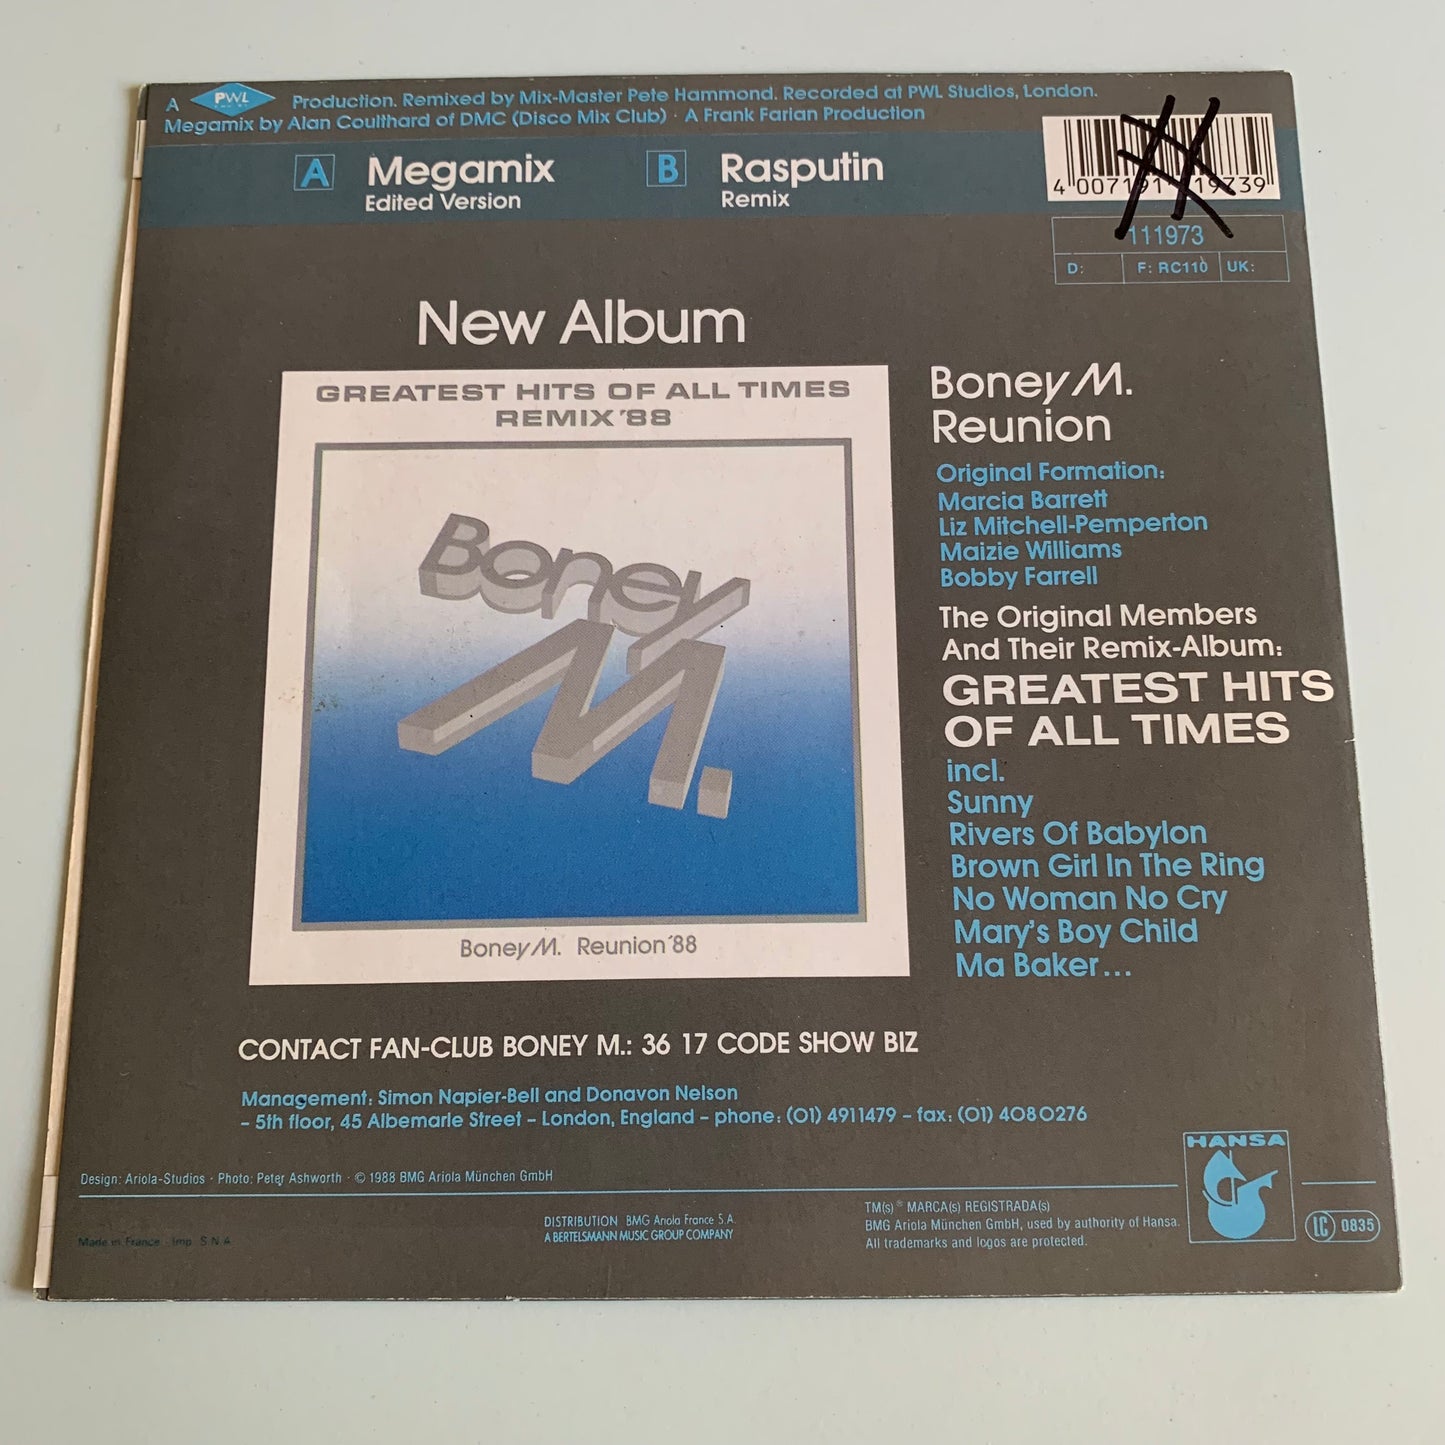 A PWL Production. Remixed by Mix-Master Pete Hammond. Recorded at PWL Studios, London.
Megamix by Alan Coulthard of DMC (Disco Mix Club) · A Frank Farian Production
A Megamix
Edited Version
B Rasputin
Remix
111973
D: F: RC110 UK:
New Album
GREATEST HITS OF ALL TIMES
REMIX '88
Boney M.
Boney M. Reunion '88
Boney M.
Reunion
Original Formation:
Marcia Barrett
Liz Mitchell-Pemperton
Maizie Williams
Bobby Farrell
The Original Members
And Their Remix-Album:
GREATEST HITS
OF ALL TIMES
incl.
Sunny
Rivers Of Babylon
Brown Girl In The Ring
No Woman No Cry
Mary's Boy Child
Ma Baker...
CONTACT FAN-CLUB BONEY M.: 36 17 CODE SHOW BIZ
Management: Simon Napier-Bell and Donavon Nelson
– 5th floor, 45 Albemarle Street – London, England – phone: (01) 4911479 – fax: (01) 4080276
Design: Ariola-Studios · Photo: Peter Ashworth · © 1988 BMG Ariola München GmbH
Made in France - Imp. S.N.A.
DISTRIBUTION BMG Ariola France S.A.
A BERTELSMANN MUSIC GROUP COMPANY
TM(s) ® MARCA(s) REGISTRADA(s)
BMG Ariola München GmbH, used by authority of Hansa.
All trademarks and logos are protected.
HANSA
LC 0835